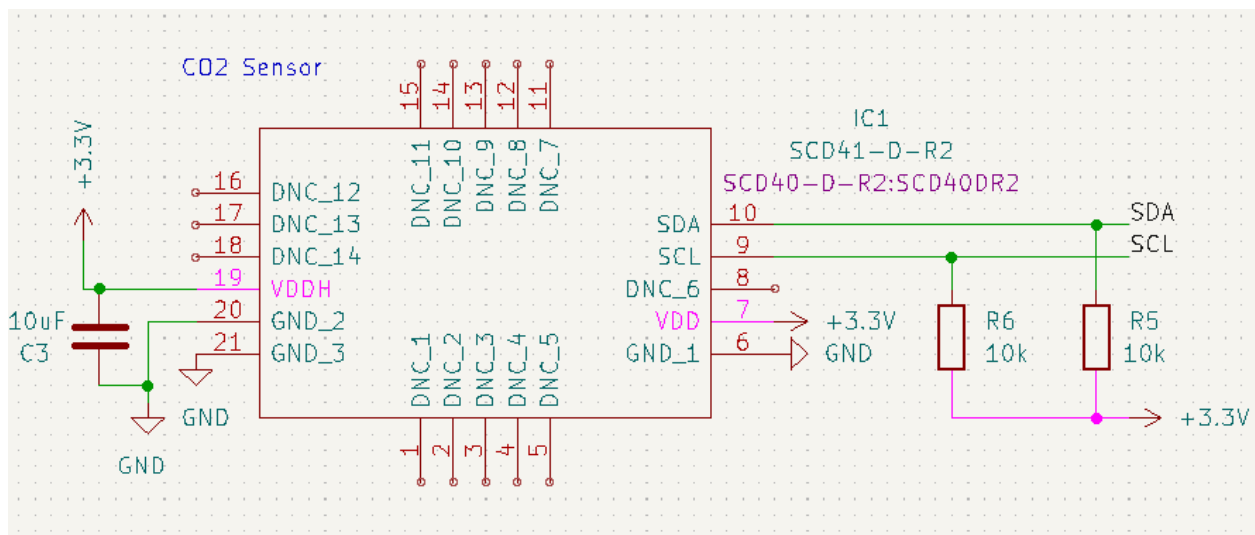 CO2 Sensor
15
14
13
12
11
DNC_11
DNC_10
DNC_9
DNC_8
DNC_7
IC1
SCD41-D-R2
SCD40-D-R2:SCD40DR2
+3.3V
16 DNC_12
17 DNC_13
18 DNC_14
19 VDDH
20 GND_2
21 GND_3
SDA 10
SCL 9
DNC_6 8
VDD 7
GND_1 6
SDA
SCL
+3.3V
GND
10uF
C3
R6
10k
R5
10k
+3.3V
DNC_1
DNC_2
DNC_3
DNC_4
DNC_5
1
2
3
4
5
GND
GND